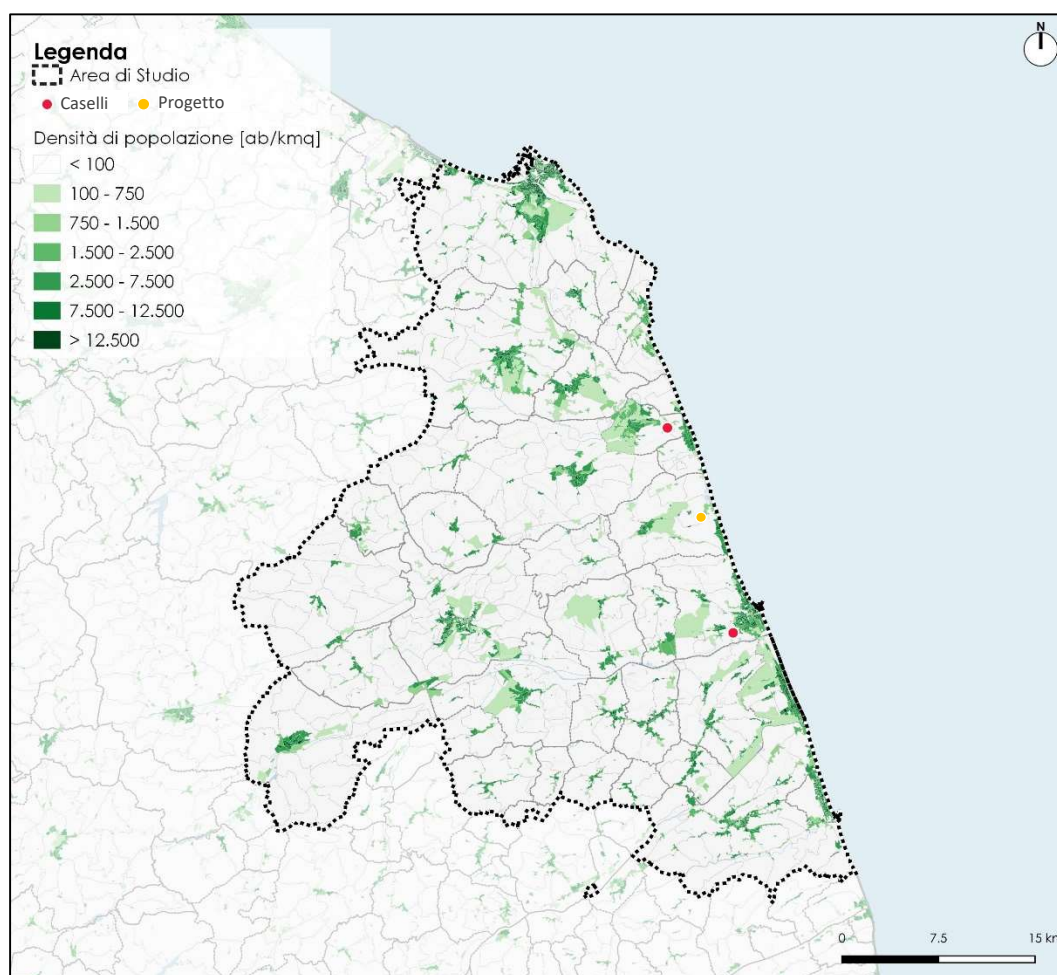 N
Legenda
Area di Studio
Caselli Progetto
Densità di popolazione [ab/kmq]
< 100
100 - 750
750 - 1.500
1.500 - 2.500
2.500 - 7.500
7.500 - 12.500
> 12.500
0 7.5 15 km